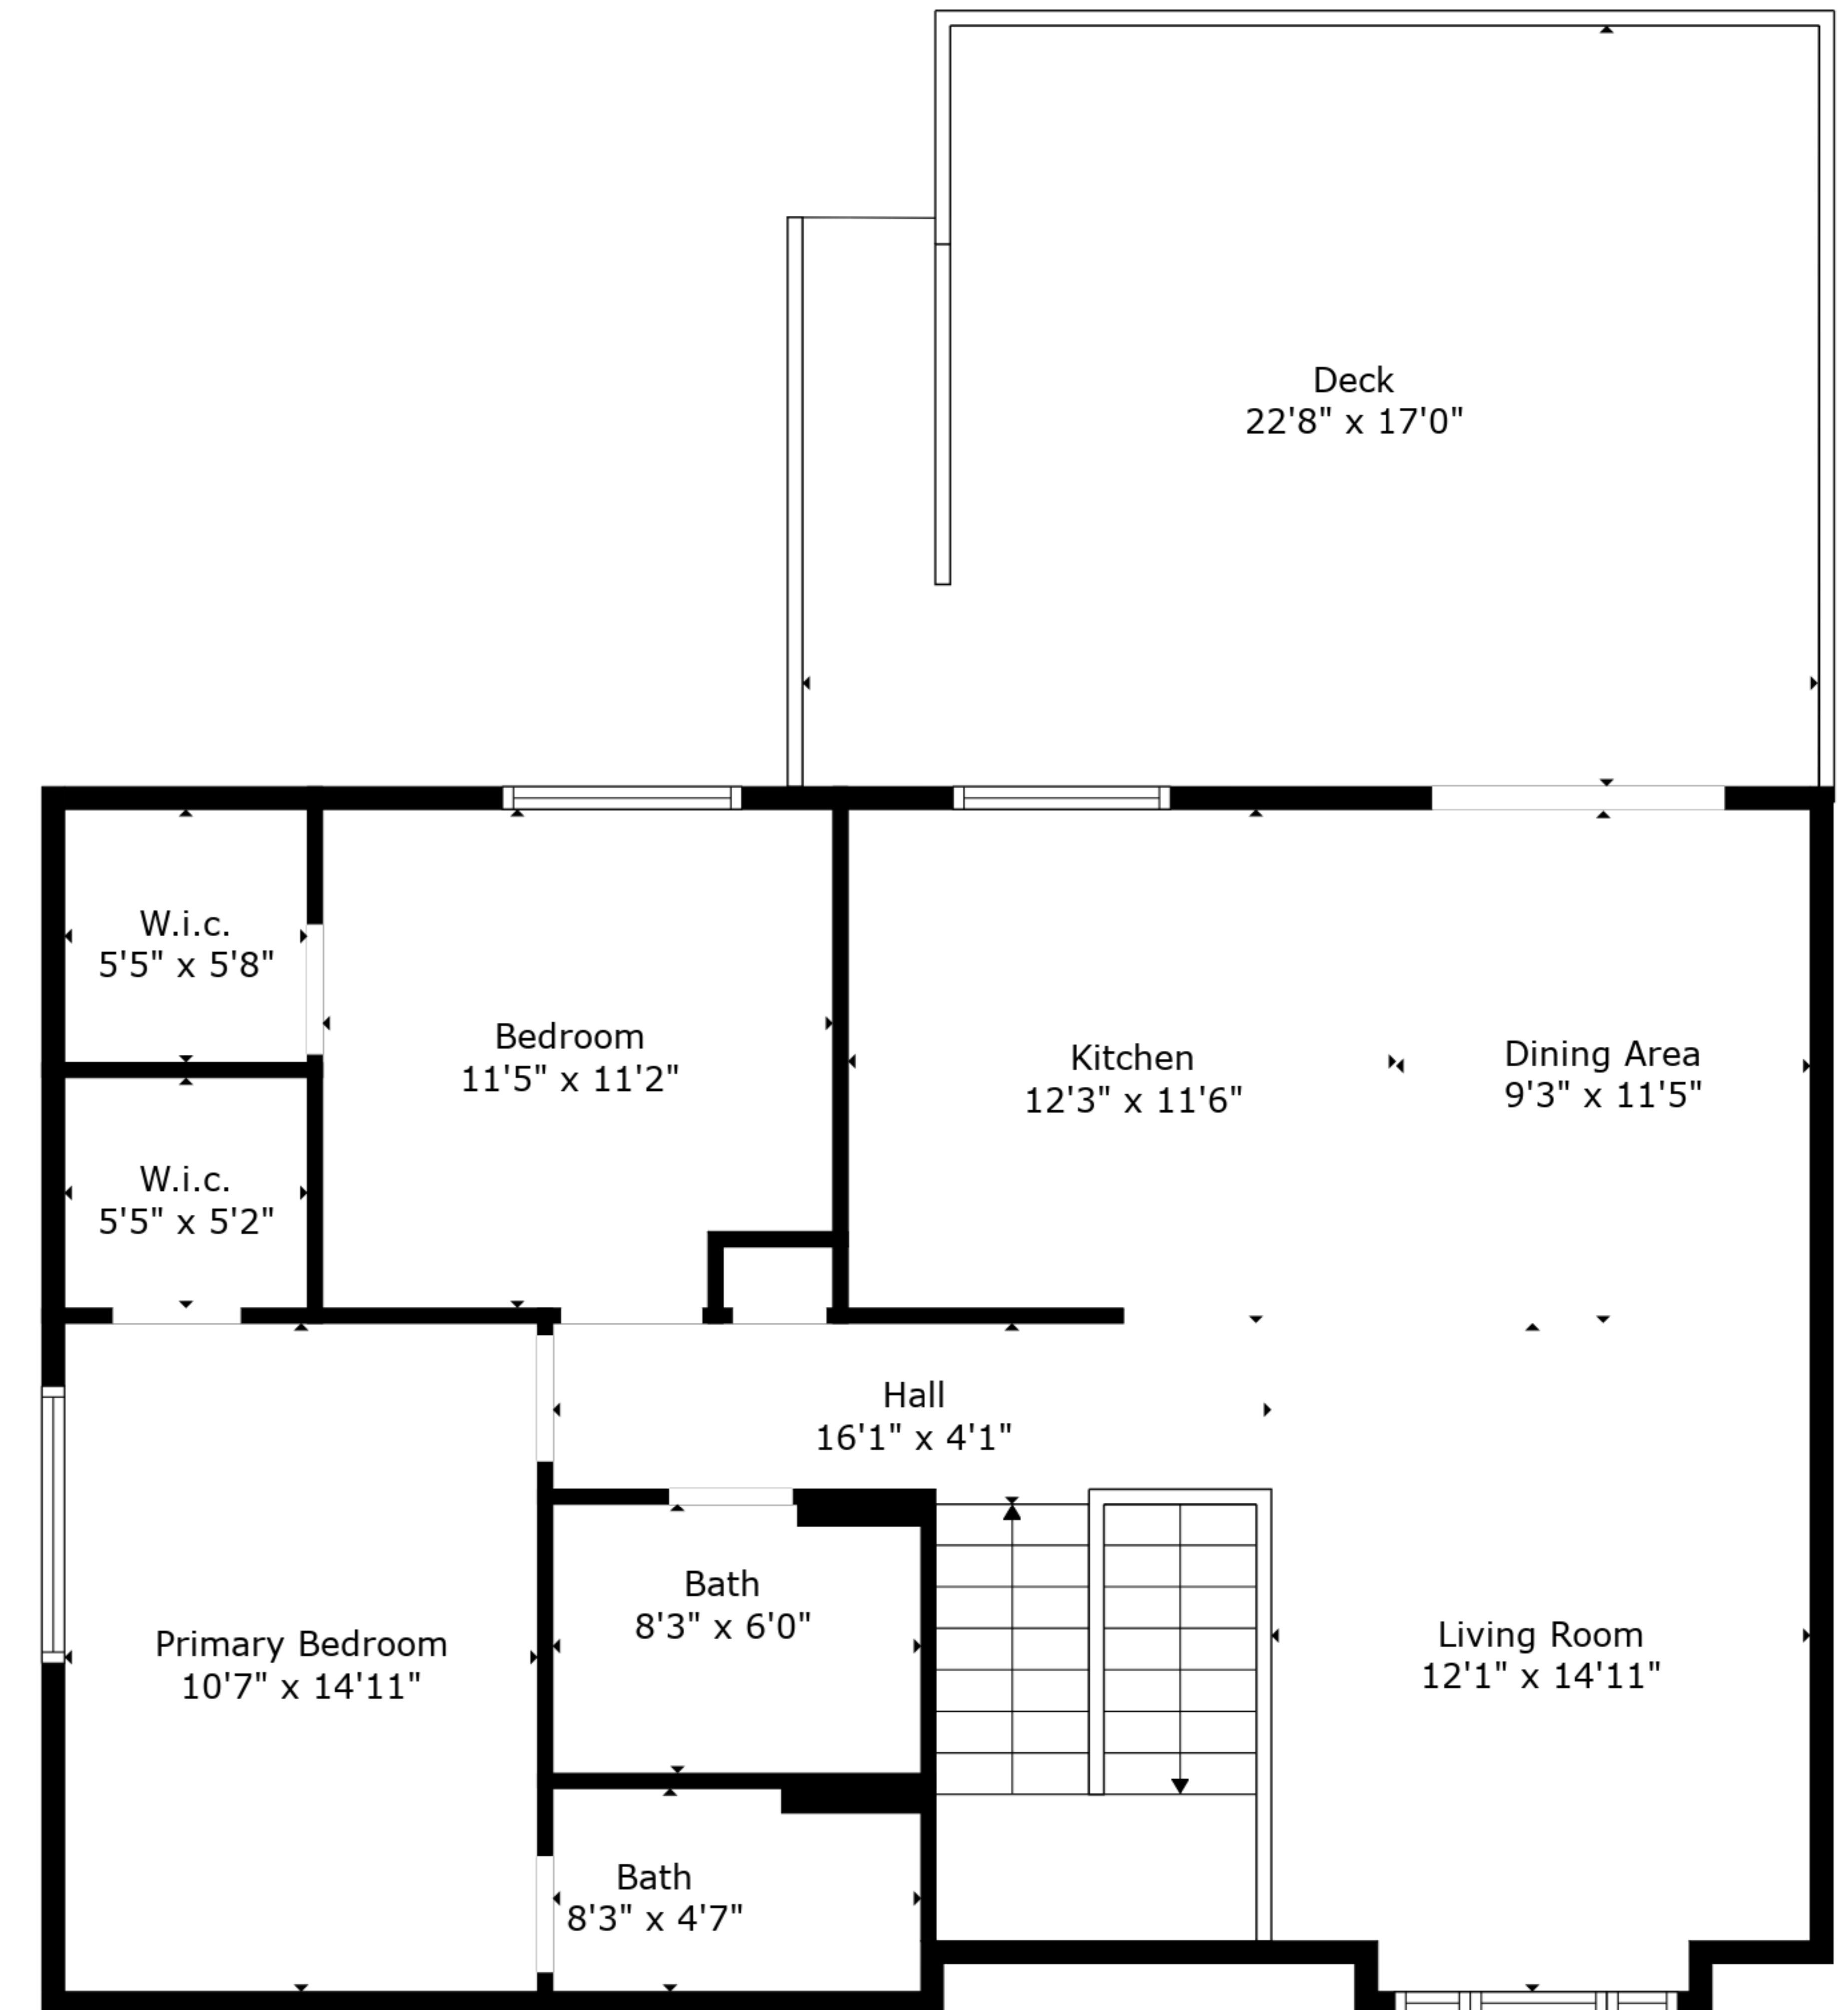 Deck
22'8" x 17'0"
W.i.c.
5'5" x 5'8"
Bedroom
11'5" x 11'2"
Kitchen
12'3" x 11'6"
Dining Area
9'3" x 11'5"
W.i.c.
5'5" x 5'2"
Hall
16'1" x 4'1"
Bath
8'3" x 6'0"
Primary Bedroom
10'7" x 14'11"
Living Room
12'1" x 14'11"
Bath
8'3" x 4'7"